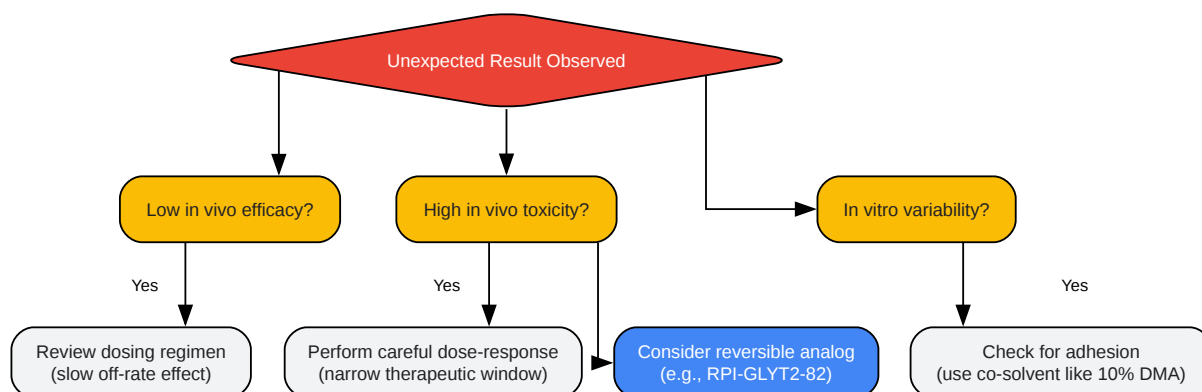 Unexpected Result Observed
Low in vivo efficacy?
High in vivo toxicity?
In vitro variability?
Yes
Yes
Yes
Review dosing regimen
(slow off-rate effect)
Perform careful dose-response
(narrow therapeutic window)
Consider reversible analog
(e.g., RPI-GLYT2-82)
Check for adhesion
(use co-solvent like 10% DMA)